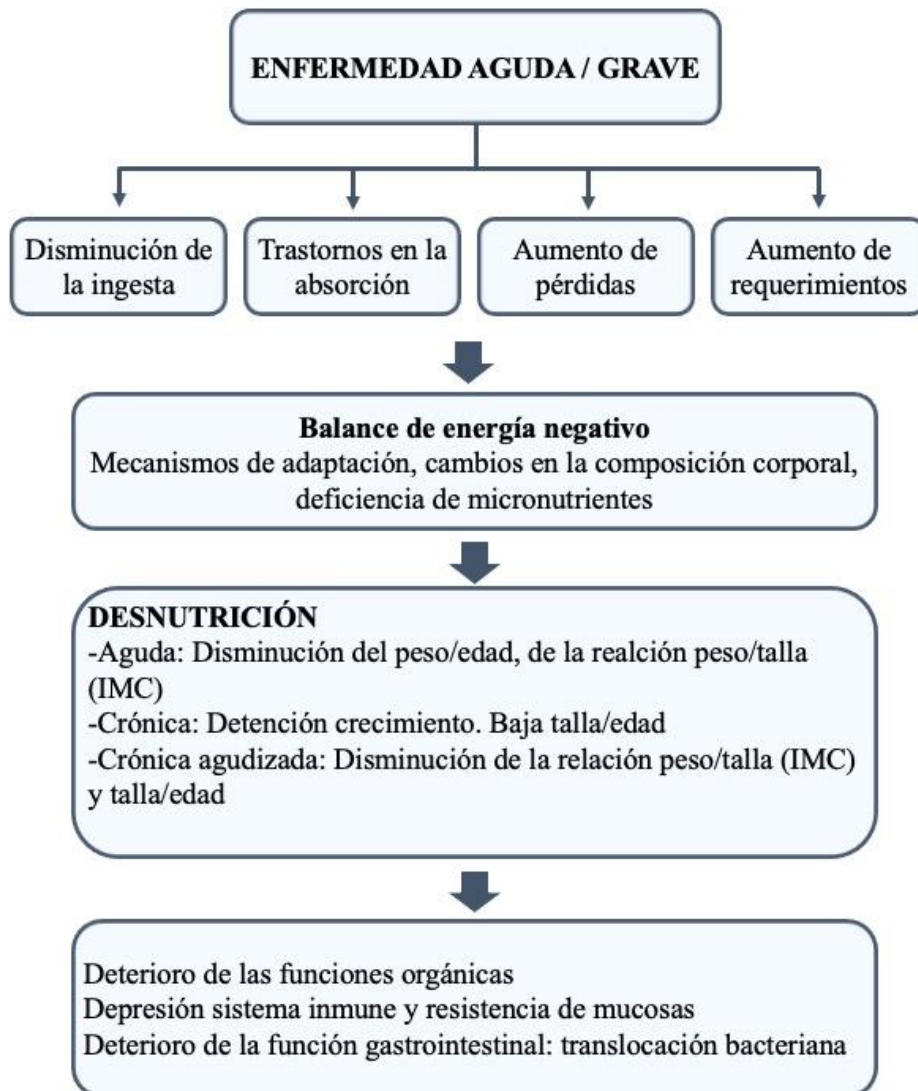 ENFERMEDAD AGUDA / GRAVE
Disminución de
la ingesta
Trastornos en la
absorción
Aumento de
pérdidas
Aumento de
requerimientos
Balance de energía negativo
Mecanismos de adaptación, cambios en la composición corporal,
deficiencia de micronutrientes
DESNUTRICIÓN
-Aguda: Disminución del peso/edad, de la realción peso/talla
(IMC)
-Crónica: Detención crecimiento. Baja talla/edad
-Crónica agudizada: Disminución de la relación peso/talla (IMC)
y talla/edad
Deterioro de las funciones orgánicas
Depresión sistema inmune y resistencia de mucosas
Deterioro de la función gastrointestinal: translocación bacteriana